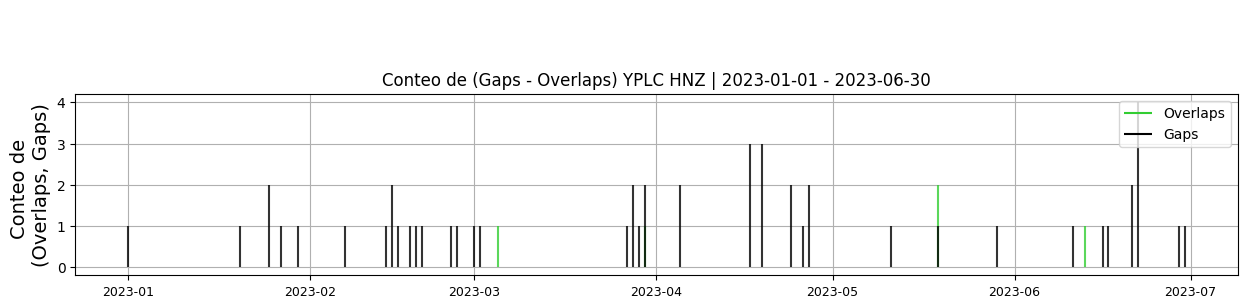 Conteo de (Gaps - Overlaps) YPLC HNZ | 2023-01-01 - 2023-06-30
Conteo de
(Overlaps, Gaps)
4
3
2
1
0
Overlaps
Gaps
2023-01
2023-02
2023-03
2023-04
2023-05
2023-06
2023-07